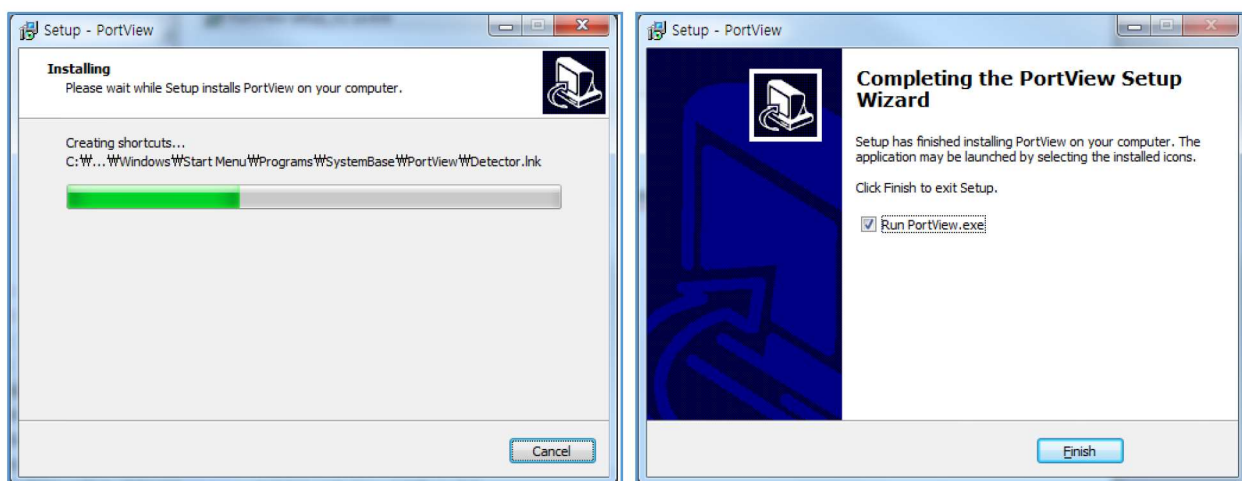 Setup - PortView
Installing
Please wait while Setup installs PortView on your computer.
Creating shortcuts...
C:₩...₩Windows₩Start Menu₩Programs₩SystemBase₩PortView₩Detector.lnk
Cancel
Setup - PortView
Completing the PortView Setup
Wizard
Setup has finished installing PortView on your computer. The
application may be launched by selecting the installed icons.
Click Finish to exit Setup.
Run PortView.exe
Finish